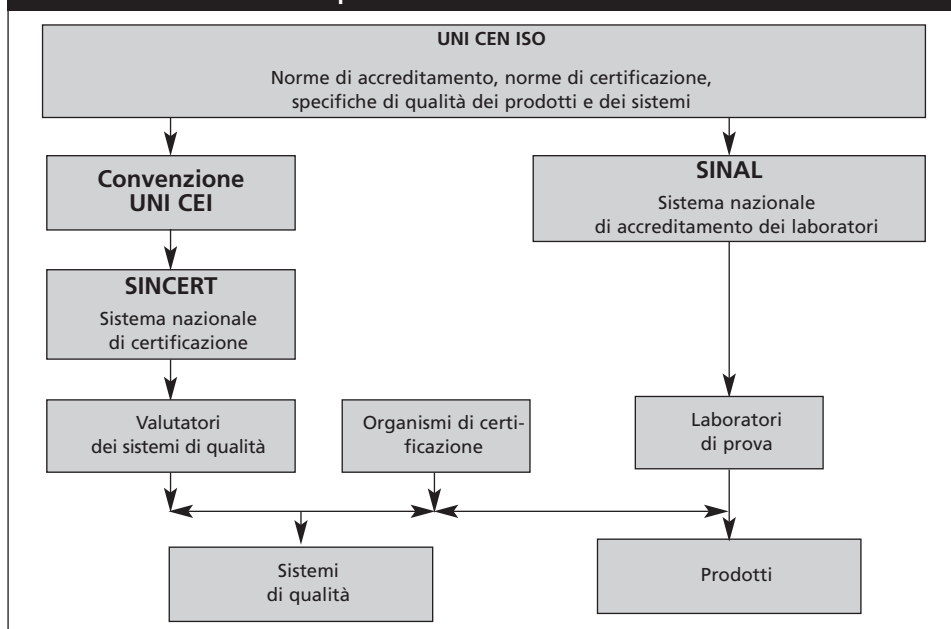 UNI CEN ISO
Norme di accreditamento, norme di certificazione,
specifiche di qualità dei prodotti e dei sistemi
Convenzione
UNI CEI
SINCERT
Sistema nazionale
di certificazione
Valutatori
dei sistemi di qualità
Organismi di certi-
ficazione
SINAL
Sistema nazionale
di accreditamento dei laboratori
Laboratori
di prova
Sistemi
di qualità
Prodotti